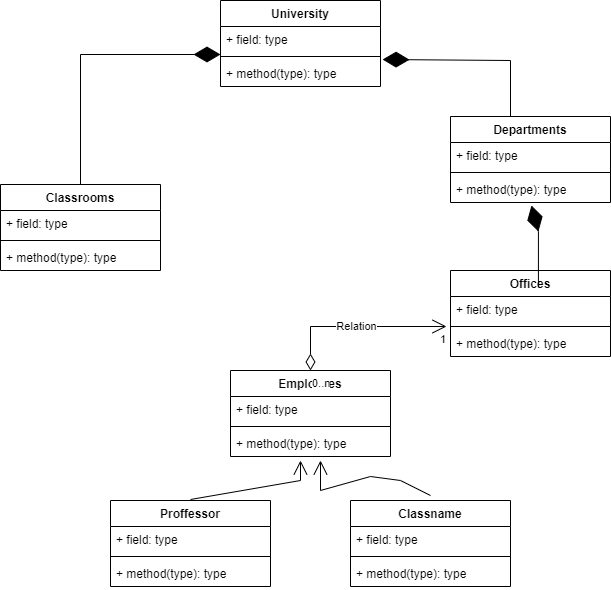 University
+ field: type
+ method(type): type
Departments
+ field: type
+ method(type): type
Classrooms
+ field: type
+ method(type): type
Offices
+ field: type
+ method(type): type
Relation
1
0..n
+ field: type
+ method(type): type
Proffessor
+ field: type
+ method(type): type
Classname
+ field: type
+ method(type): type